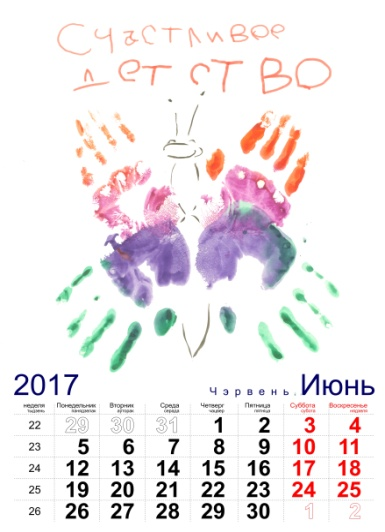 Счастливое
детство
2017 Чэрвень. Июнь
неделя Понедельник Вторник Среда Четверг Пятница Суббота Воскресенье
тыдзень панядзелак аўторак серада чацвер пятніца субота нядзеля
22 29 30 31 1 2 3 4
23 5 6 7 8 9 10 11
24 12 13 14 15 16 17 18
25 19 20 21 22 23 24 25
26 26 27 28 29 30 1 2